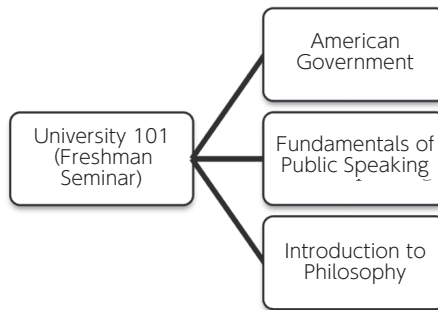 American
Government
University 101
(Freshman
Seminar)
Fundamentals of
Public Speaking
Introduction to
Philosophy